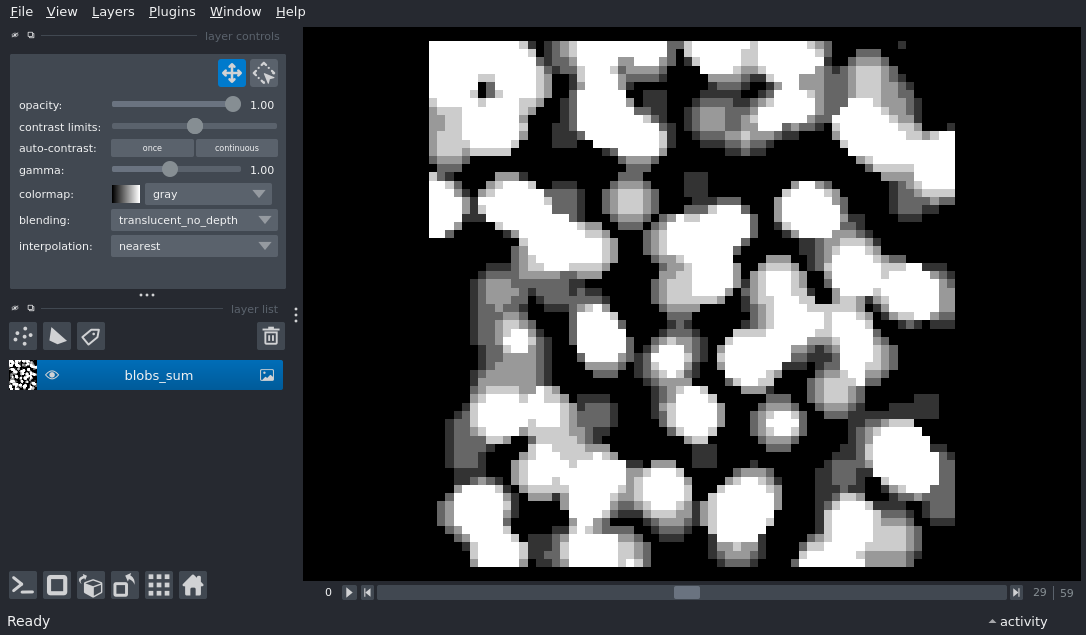 File View Layers Plugins Window Help
layer controls
opacity: 1.00
contrast limits:
auto-contrast: once continuous
gamma: 1.00
colormap: gray
blending: translucent_no_depth
interpolation: nearest
layer list
blobs_sum
0 29 59
Ready activity